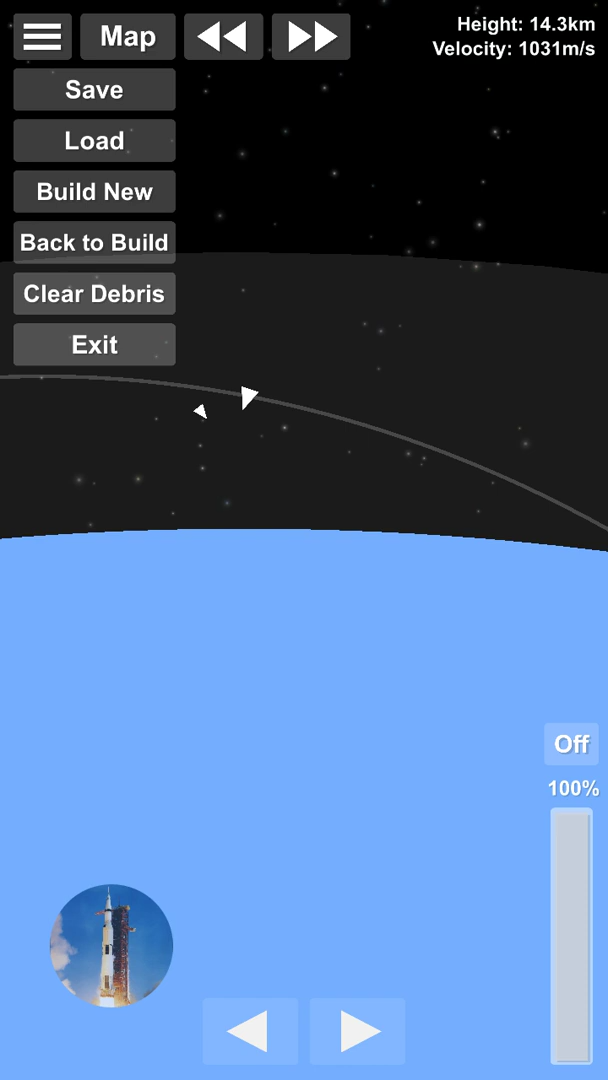 Map
Height: 14.3km
Velocity: 1031m/s
Save
Load
Build New
Back to Build
Clear Debris
Exit
Off
100%